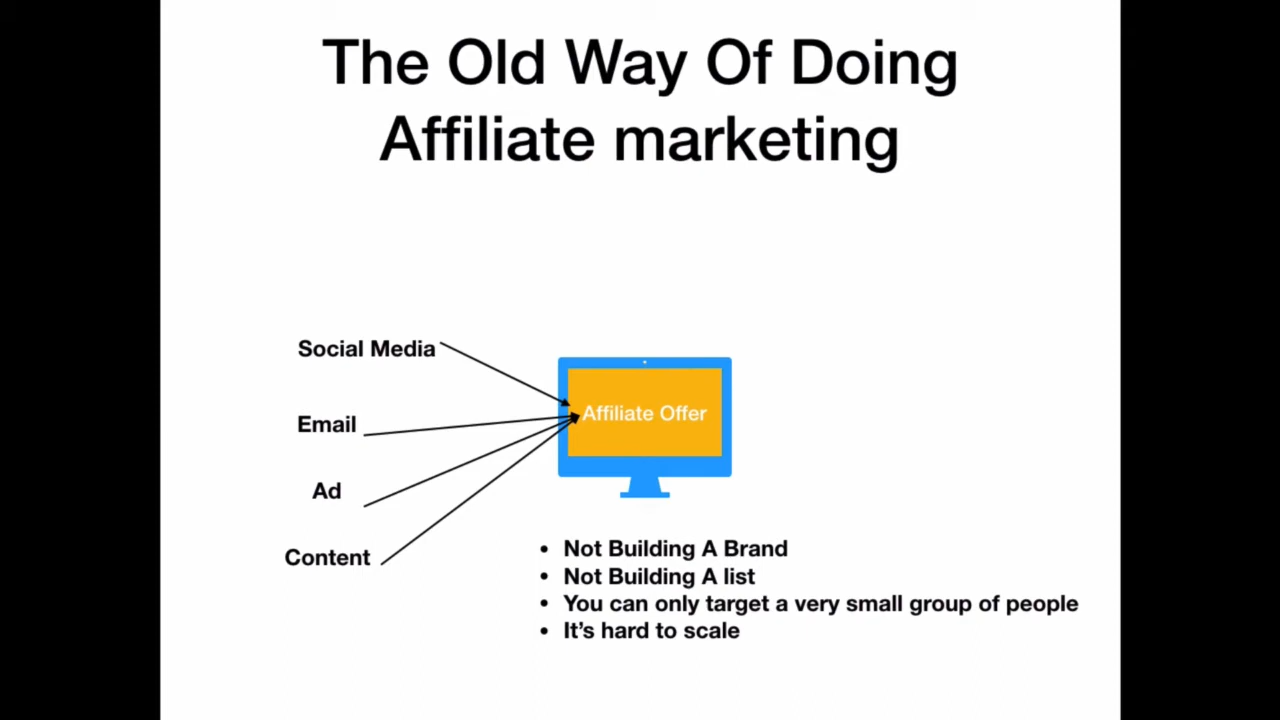 The Old Way Of Doing
Affiliate marketing
Social Media
Email
Ad
Content
Affiliate Offer
• Not Building A Brand
• Not Building A list
• You can only target a very small group of people
• It’s hard to scale